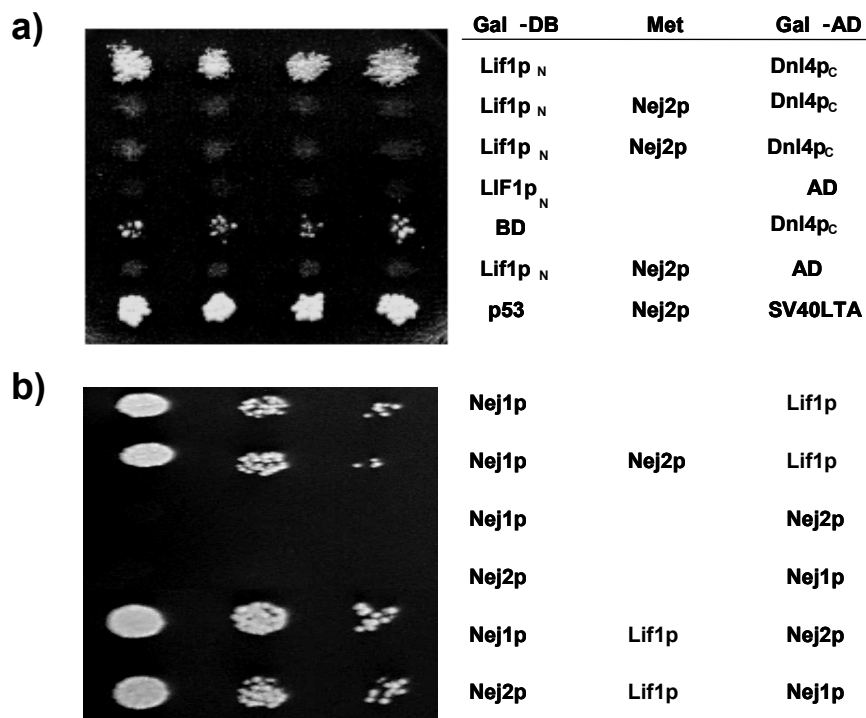 a)
Gal -DB Met Gal -AD
Lif1p N Dnl4pC
Lif1p N Nej2p Dnl4pC
Lif1p N Nej2p Dnl4pC
LIF1p N AD
BD Dnl4pC
Lif1p N Nej2p AD
p53 Nej2p SV40LTA
b)
Nej1p Lif1p
Nej1p Nej2p Lif1p
Nej1p Nej2p
Nej2p Nej1p
Nej1p Lif1p Nej2p
Nej2p Lif1p Nej1p